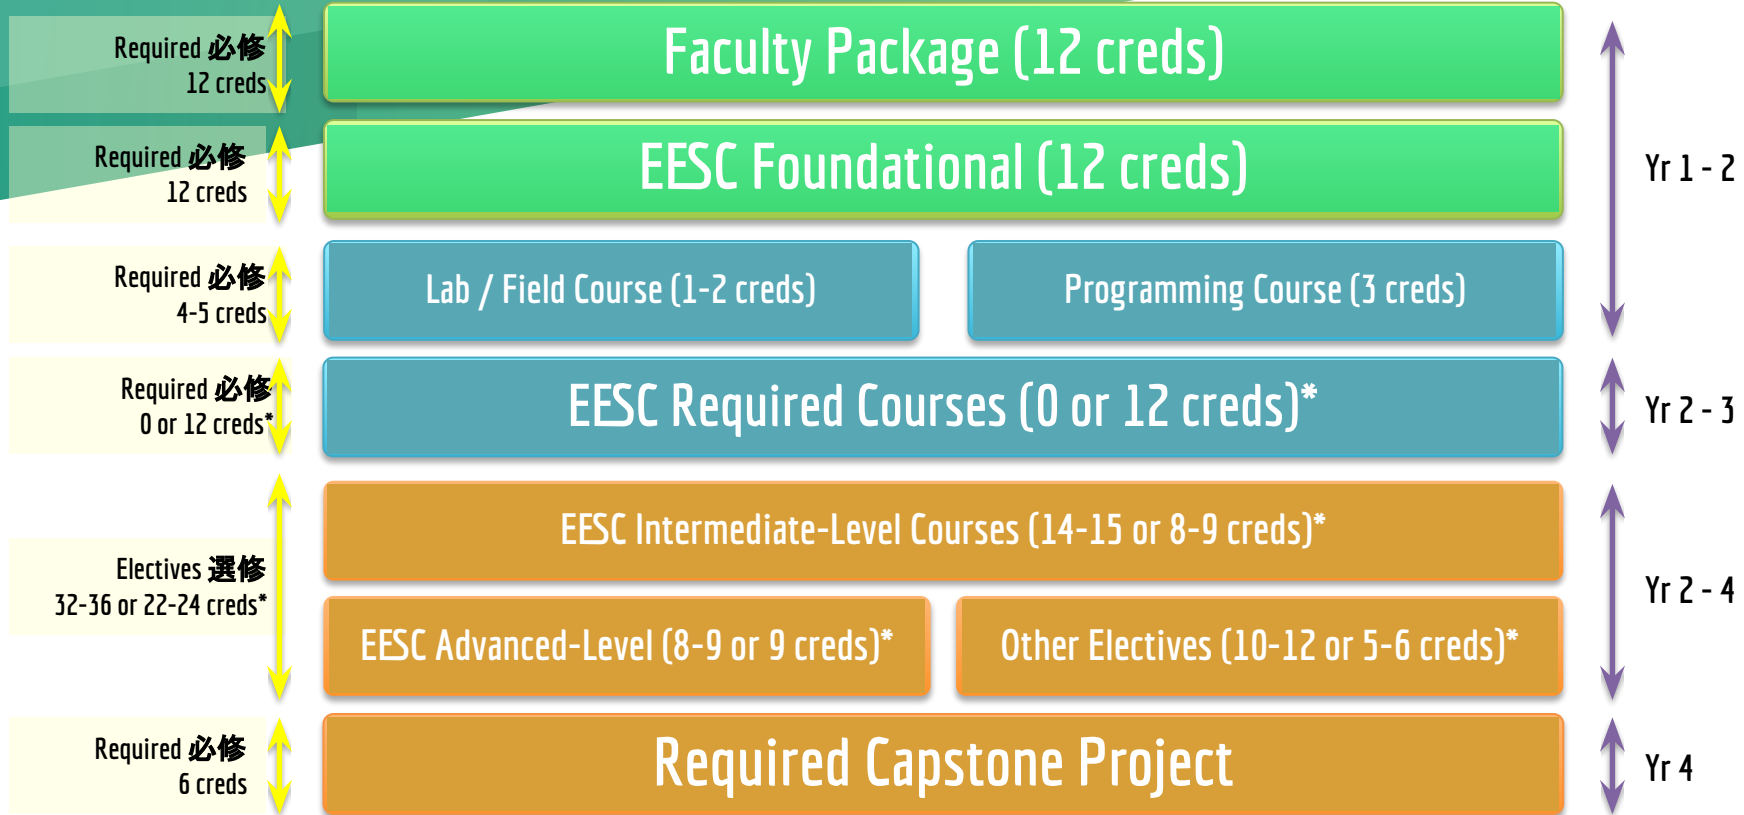 Required 必修
12 creds
Faculty Package (12 creds)
Required 必修
12 creds
EESC Foundational (12 creds)
Yr 1 - 2
Required 必修
4-5 creds
Lab / Field Course (1-2 creds)
Programming Course (3 creds)
Required 必修
0 or 12 creds*
EESC Required Courses (0 or 12 creds)*
Yr 2 - 3
EESC Intermediate-Level Courses (14-15 or 8-9 creds)*
Electives 選修
32-36 or 22-24 creds*
Yr 2 - 4
EESC Advanced-Level (8-9 or 9 creds)*
Other Electives (10-12 or 5-6 creds)*
Required 必修
6 creds
Required Capstone Project
Yr 4